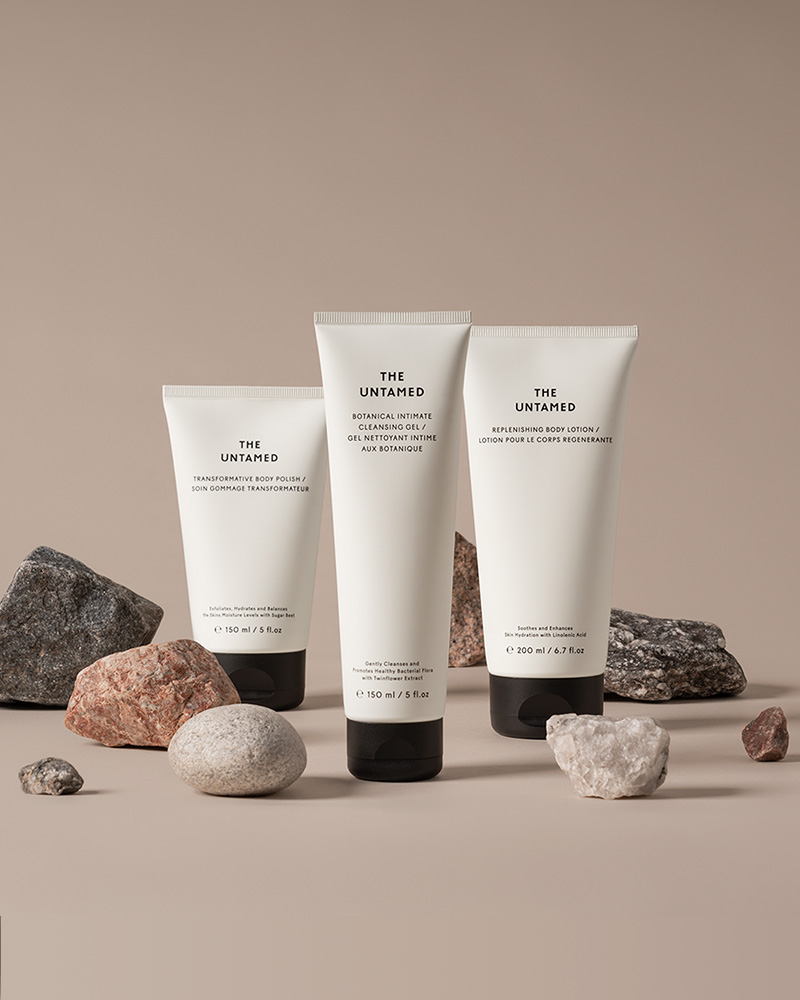 THE
UNTAMED
TRANSFORMATIVE BODY POLISH /
SOIN GOMMAGE TRANSFORMATEUR
Exfoliates, Hydrates and Balances
the Skins Moisture Levels with Sugar Beet
℮ 150 ml / 5 fl.oz
THE
UNTAMED
BOTANICAL INTIMATE
CLEANSING GEL /
GEL NETTOYANT INTIME
AUX BOTANIQUE
Gently Cleanses and
Promotes Healthy Bacterial Flora
with Twinflower Extract
℮ 150 ml / 5 fl.oz
THE
UNTAMED
REPLENISHING BODY LOTION /
LOTION POUR LE CORPS REGENERANTE
Soothes and Enhances
Skin Hydration with Linolenic Acid
℮ 200 ml / 6.7 fl.oz